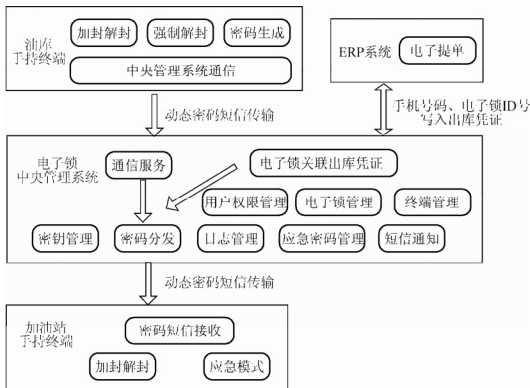 油库
手持终端
加封解封
强制解封
密码生成
中央管理系统通信
ERP系统
电子提单
动态密码短信传输
手机号码、电子锁ID号
写入出库凭证
电子锁
中央管理系统
通信服务
电子锁关联出库凭证
用户权限管理
电子锁管理
终端管理
密钥管理
密码分发
日志管理
应急密码管理
短信通知
动态密码短信传输
加油站
手持终端
密码短信接收
加封解封
应急模式